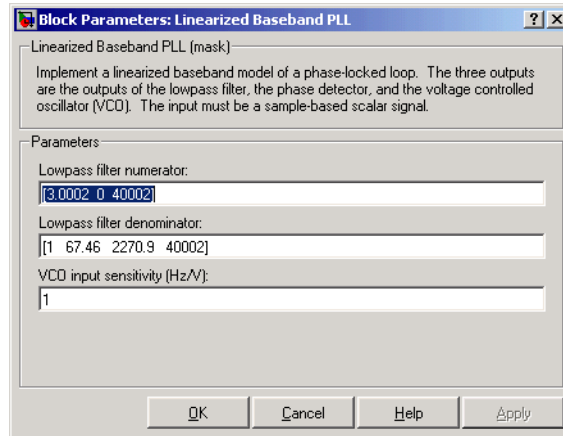 Block Parameters: Linearized Baseband PLL
Linearized Baseband PLL (mask)
Implement a linearized baseband model of a phase-locked loop. The three outputs
are the outputs of the lowpass filter, the phase detector, and the voltage controlled
oscillator (VCO). The input must be a sample-based scalar signal.
Parameters
Lowpass filter numerator:
[3.0002 0 40002]
Lowpass filter denominator:
[1 67.46 2270.9 40002]
VCO input sensitivity (Hz/V):
1
OK Cancel Help Apply